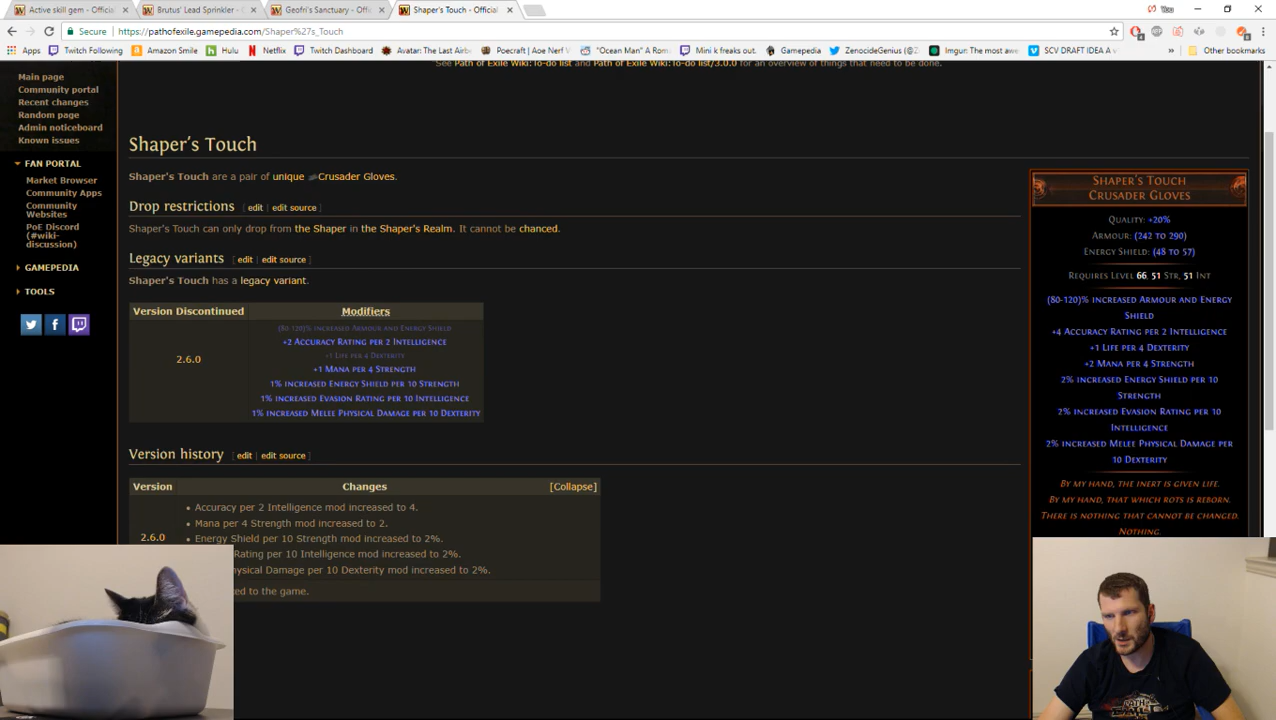 Active skill gem - Offici
Brutus' Lead Sprinkler - 
Geofri's Sanctuary - Offi
Shaper's Touch - Official
Secure
https://pathofexile.gamepedia.com/Shaper%27s_Touch
Apps
Twitch Following
Amazon Smile
Hulu
Netflix
Twitch Dashboard
Avatar: The Last Airb
Poecraft | Aoe Nerf V
"Ocean Man" A Rom
Mini k freaks out.
Gamepedia
ZenocideGenius (@Z
Imgur: The most awe
SCV DRAFT IDEA A v
»
Other bookmarks
See Path of Exile Wiki:To-do list and Path of Exile Wiki:To-do list/3.0.0 for an overview of things that need to be done.
Main page
Community portal
Recent changes
Random page
Admin noticeboard
Known issues
FAN PORTAL
Market Browser
Community Apps
Community
Websites
PoE Discord
(#wiki-
discussion)
GAMEPEDIA
TOOLS
Shaper's Touch
Shaper's Touch are a pair of unique Crusader Gloves.
Drop restrictions [ edit | edit source ]
Shaper's Touch can only drop from the Shaper in the Shaper's Realm. It cannot be chanced.
Legacy variants [ edit | edit source ]
Shaper's Touch has a legacy variant.
Version Discontinued Modifiers
2.6.0
(80-120)% increased Armour and Energy Shield
+2 Accuracy Rating per 2 Intelligence
+1 Life per 4 Dexterity
+1 Mana per 4 Strength
1% increased Energy Shield per 10 Strength
1% increased Evasion Rating per 10 Intelligence
1% increased Melee Physical Damage per 10 Dexterity
Version history [ edit | edit source ]
Version Changes [Collapse]
2.6.0
• Accuracy per 2 Intelligence mod increased to 4.
• Mana per 4 Strength mod increased to 2.
• Energy Shield per 10 Strength mod increased to 2%.
Rating per 10 Intelligence mod increased to 2%.
ysical Damage per 10 Dexterity mod increased to 2%.
ed to the game.
Shaper's Touch
Crusader Gloves
Quality: +20%
Armour: (242 to 290)
Energy Shield: (48 to 57)
Requires Level 66, 51 Str, 51 Int
(80-120)% increased Armour and Energy
Shield
+4 Accuracy Rating per 2 Intelligence
+1 Life per 4 Dexterity
+2 Mana per 4 Strength
2% increased Energy Shield per 10
Strength
2% increased Evasion Rating per 10
Intelligence
2% increased Melee Physical Damage per
10 Dexterity
By my hand, the inert is given life.
By my hand, that which rots is reborn.
There is nothing that cannot be changed.
Nothing.